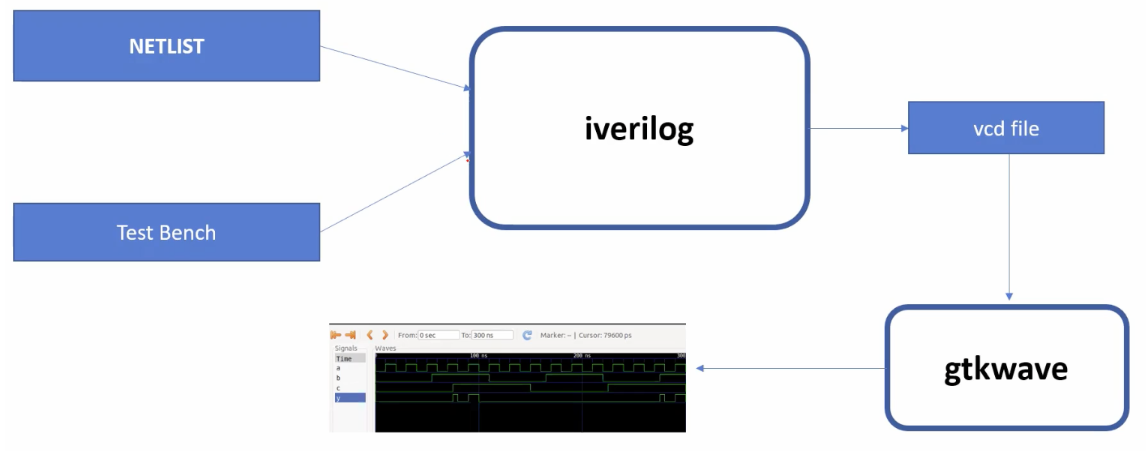 NETLIST
iverilog
vcd file
Test Bench
From: 0 sec To: 300 ns Marker: -- | Cursor: 79600 ps
Signals Waves
Time 100 ns 200 ns
a
b
c
y
gtkwave